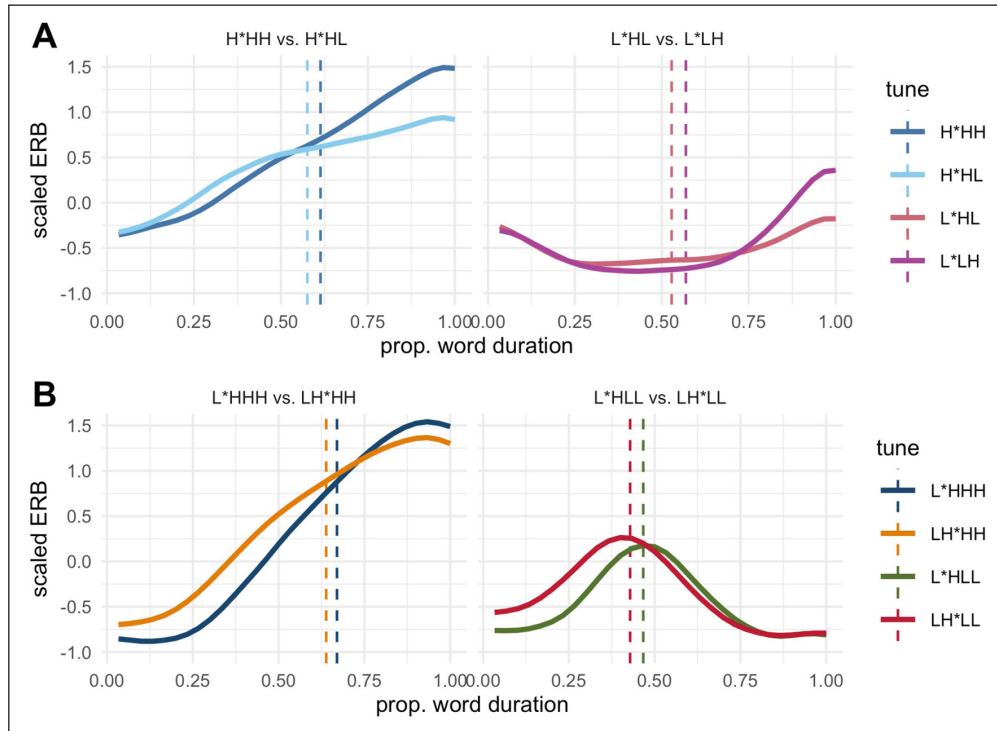 A
H*HH vs. H*HL
L*HL vs. L*LH
1.5
1.0
0.5
0.0
-0.5
-1.0
scaled ERB
0.00 0.25 0.50 0.75 1.00
0.00 0.25 0.50 0.75 1.00
prop. word duration
tune
H*HH
H*HL
L*HL
L*LH
B
L*HHH vs. LH*HH
L*HLL vs. LH*LL
1.5
1.0
0.5
0.0
-0.5
-1.0
scaled ERB
0.00 0.25 0.50 0.75 1.00
0.00 0.25 0.50 0.75 1.00
prop. word duration
tune
L*HHH
LH*HH
L*HLL
LH*LL